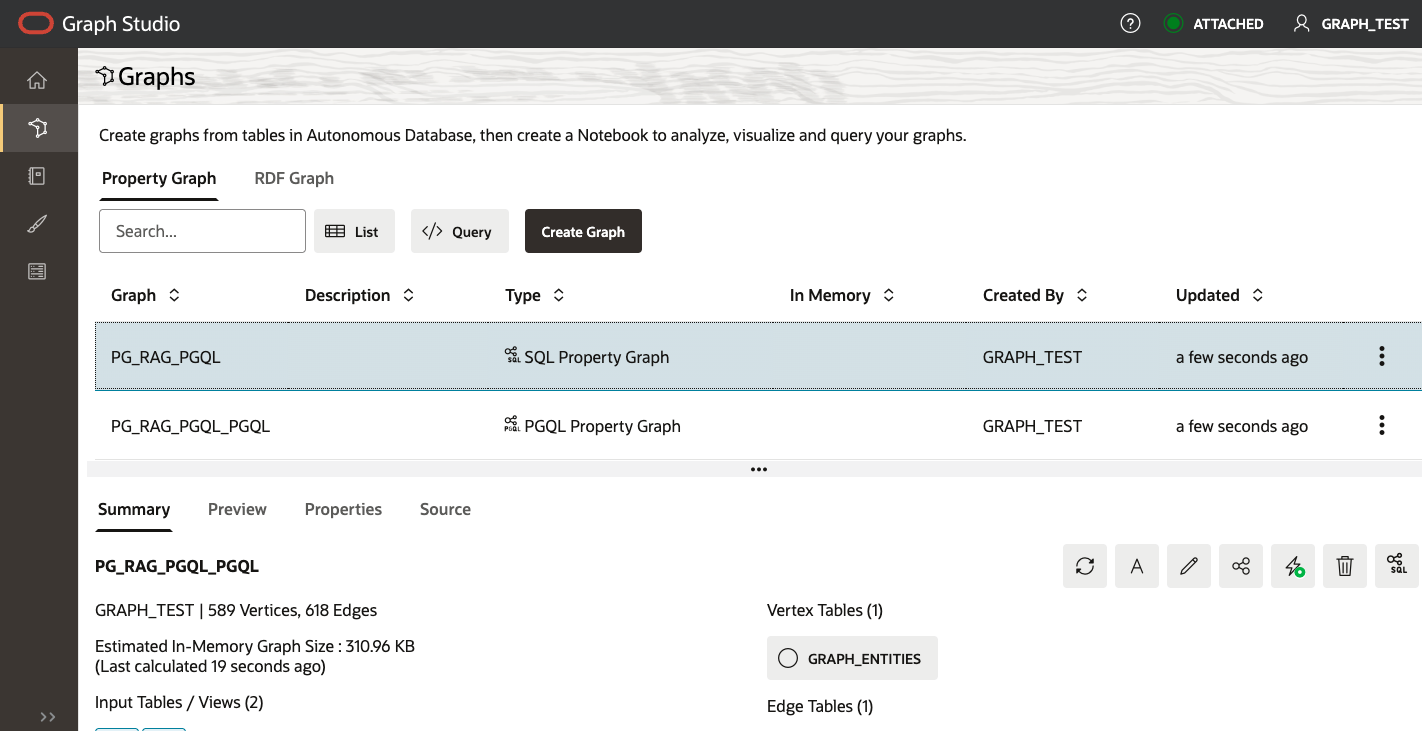 Graph Studio
ATTACHED
GRAPH_TEST
Graphs
Create graphs from tables in Autonomous Database, then create a Notebook to analyze, visualize and query your graphs.
Property Graph RDF Graph
Search... List </> Query Create Graph
Graph Description Type In Memory Created By Updated
PG_RAG_PGQL SQL SQL Property Graph GRAPH_TEST a few seconds ago
PG_RAG_PGQL_PGQL PGQL PGQL Property Graph GRAPH_TEST a few seconds ago
Summary Preview Properties Source
PG_RAG_PGQL_PGQL A SQL
GRAPH_TEST | 589 Vertices, 618 Edges Vertex Tables (1)
Estimated In-Memory Graph Size : 310.96 KB
(Last calculated 19 seconds ago) GRAPH_ENTITIES
Input Tables / Views (2) Edge Tables (1)